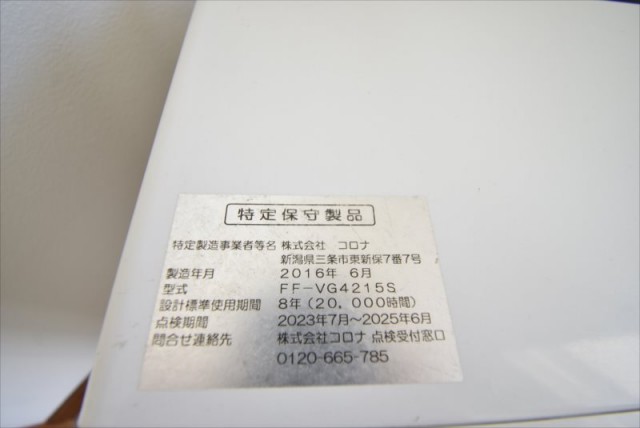 特定保守製品
特定製造事業者等名 株式会社 コロナ
新潟県三条市東新保7番7号
製造年月 2016年 6月
型式 FF-VG4215S
設計標準使用期間 8年(20,000時間)
点検期間 2023年7月～2025年6月
問合せ連絡先 株式会社コロナ 点検受付窓口
0120-665-785